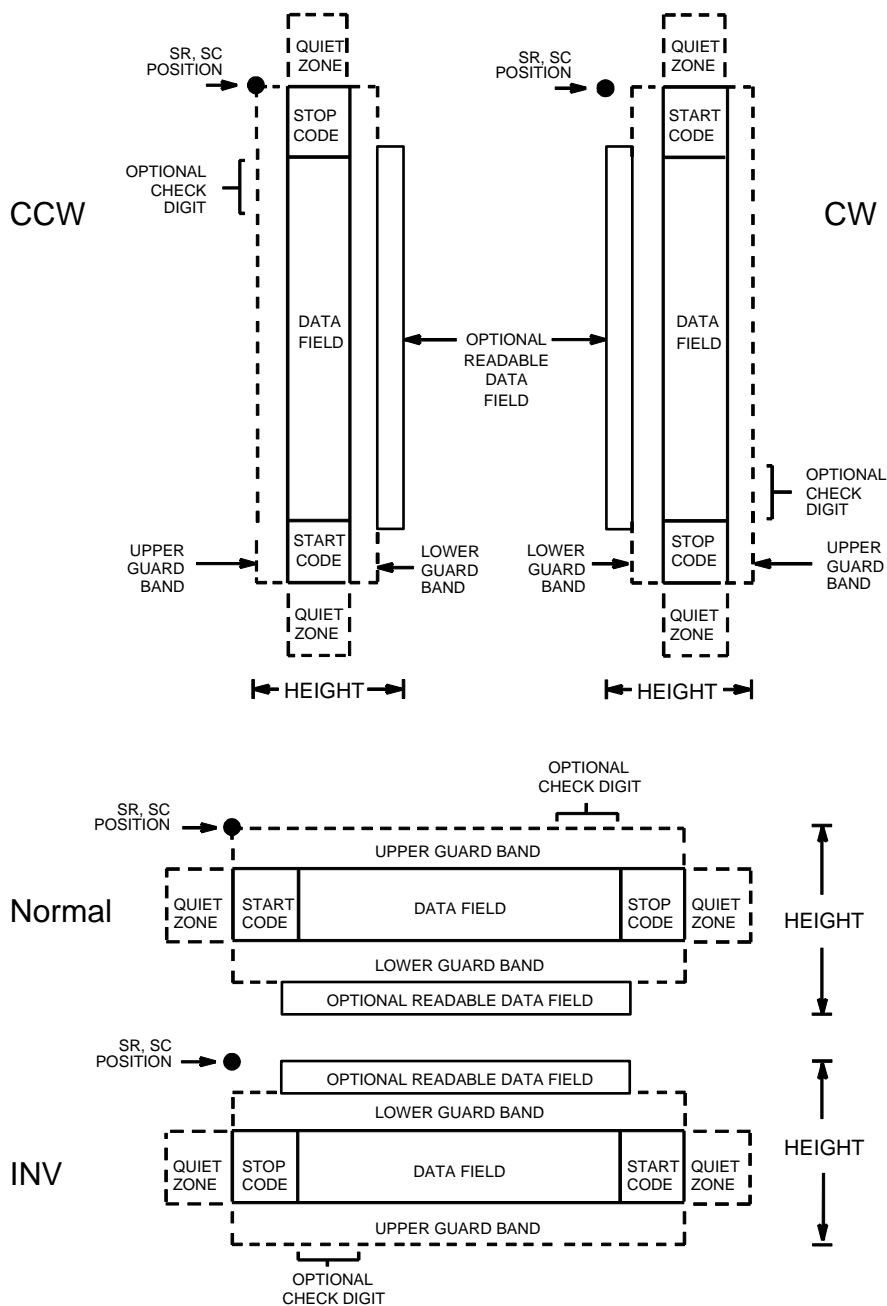 QUIET
ZONE
SR, SC
POSITION
STOP
CODE
OPTIONAL
CHECK
DIGIT
CCW
DATA
FIELD
START
CODE
UPPER
GUARD
BAND
LOWER
GUARD
BAND
QUIET
ZONE
HEIGHT
OPTIONAL
READABLE
DATA
FIELD
QUIET
ZONE
SR, SC
POSITION
START
CODE
CW
DATA
FIELD
OPTIONAL
CHECK
DIGIT
LOWER
GUARD
BAND
STOP
CODE
UPPER
GUARD
BAND
QUIET
ZONE
HEIGHT
OPTIONAL
CHECK DIGIT
SR, SC
POSITION
UPPER GUARD BAND
Normal
QUIET
ZONE
START
CODE
DATA FIELD
STOP
CODE
QUIET
ZONE
HEIGHT
LOWER GUARD BAND
OPTIONAL READABLE DATA FIELD
SR, SC
POSITION
OPTIONAL READABLE DATA FIELD
LOWER GUARD BAND
INV
QUIET
ZONE
STOP
CODE
DATA FIELD
START
CODE
QUIET
ZONE
HEIGHT
UPPER GUARD BAND
OPTIONAL
CHECK DIGIT